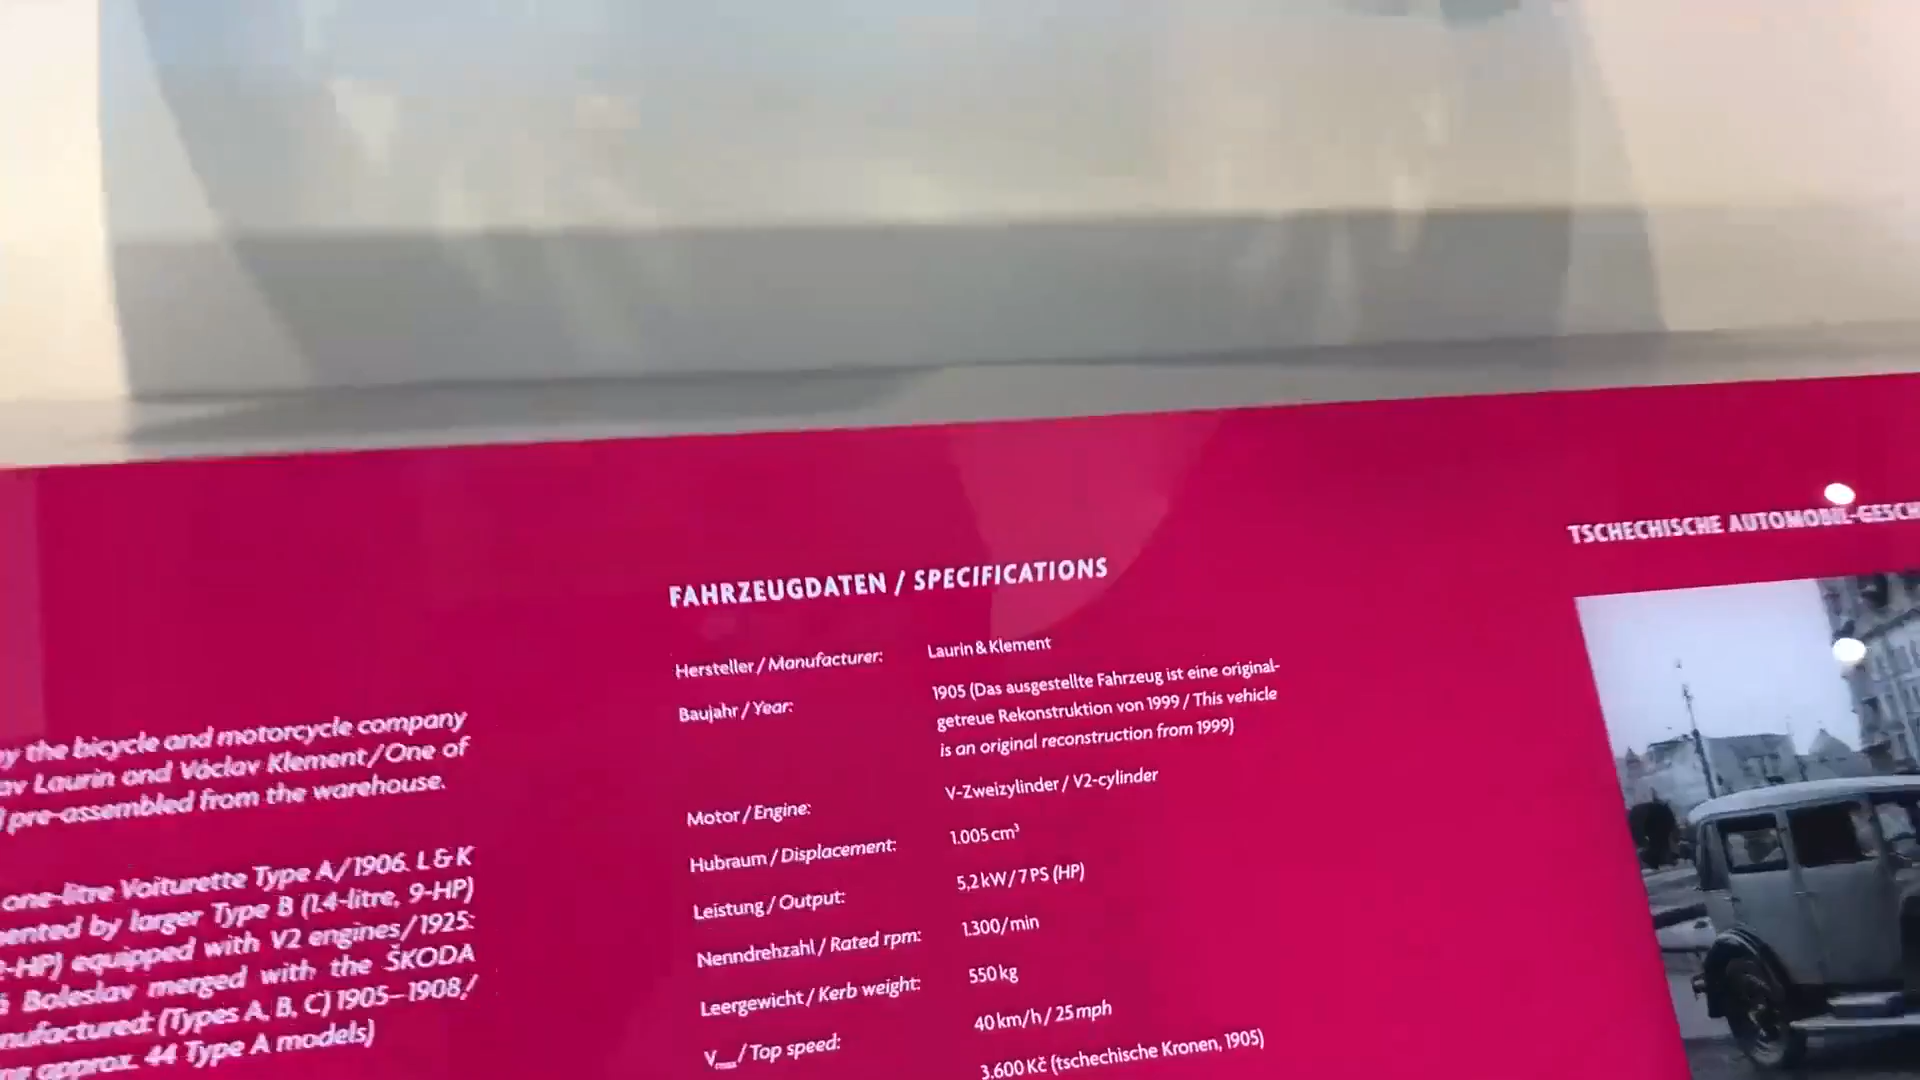 y the bicycle and motorcycle company
av Laurin and Václav Klement/One of
pre-assembled from the warehouse.
one-litre Voiturette Type A/1906. L&K
ented by larger Type B (1.4-litre, 9-HP)
-HP) equipped with V2 engines/1925:
Boleslav merged with the ŠKODA
nufactured: (Types A, B, C) 1905–1908/
approx. 44 Type A models)
FAHRZEUGDATEN / SPECIFICATIONS
Hersteller / Manufacturer: Laurin & Klement
Baujahr / Year: 1905 (Das ausgestellte Fahrzeug ist eine original-
getreue Rekonstruktion von 1999 / This vehicle
is an original reconstruction from 1999)
Motor / Engine: V-Zweizylinder / V2-cylinder
Hubraum / Displacement: 1.005 cm³
Leistung / Output: 5,2 kW / 7 PS (HP)
Nenndrehzahl / Rated rpm: 1.300/min
Leergewicht / Kerb weight: 550 kg
Vmax / Top speed: 40 km/h / 25 mph
3.600 Kč (tschechische Kronen, 1905)
TSCHECHISCHE AUTOMOBIL-GESCH